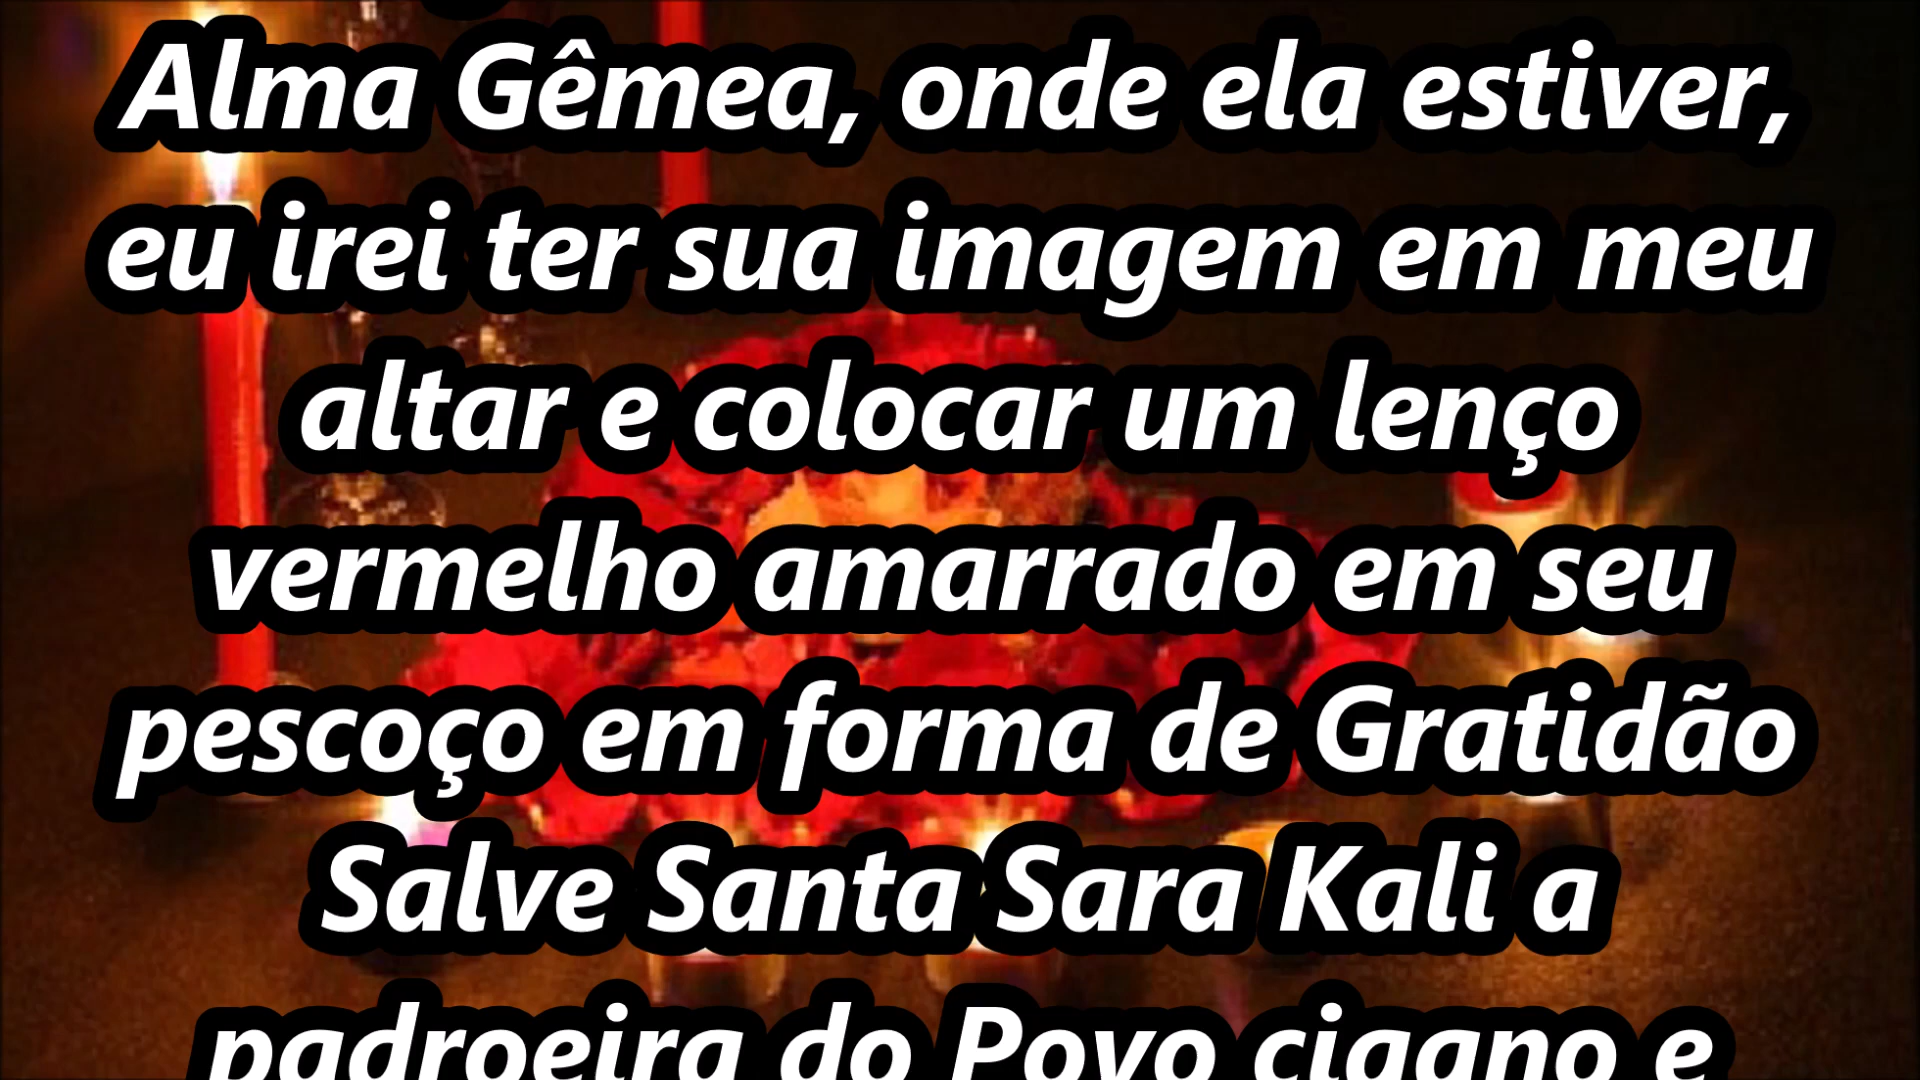 Alma Gêmea, onde ela estiver,
eu irei ter sua imagem em meu
altar e colocar um lenço
vermelho amarrado em seu
pescoço em forma de Gratidão
Salve Santa Sara Kali a
padroeira do Povo cigano e